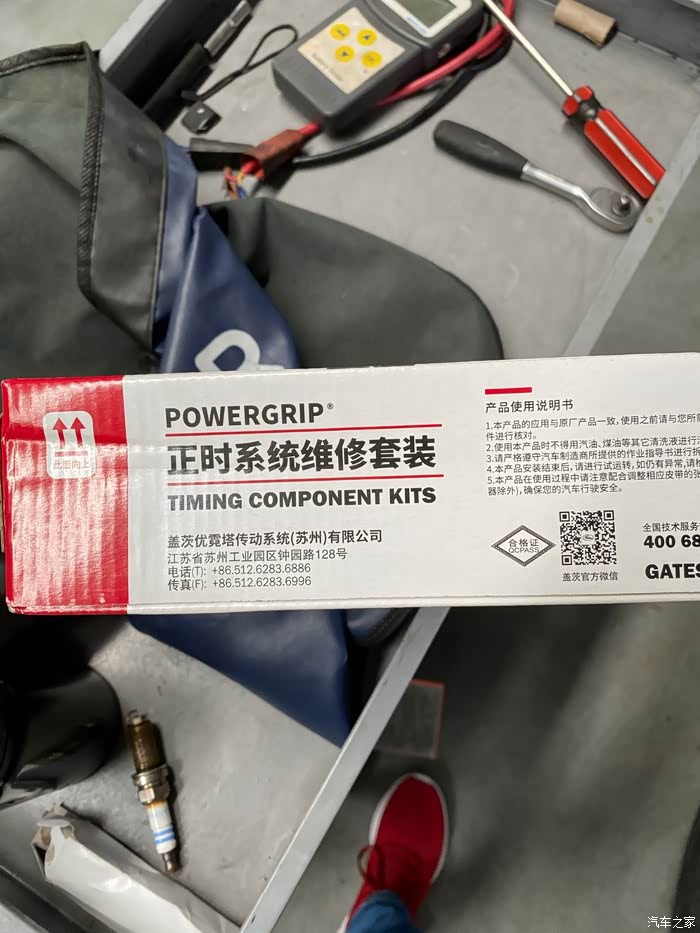 此面向上
POWERGRIP®
正时系统维修套装
TIMING COMPONENT KITS
盖茨优霓塔传动系统(苏州)有限公司
江苏省苏州工业园区钟园路128号
电话(T): +86.512.6283.6886
传真(F): +86.512.6283.6996
产品使用说明书
1.本产品的应用与原厂产品一致,使用之前请与您所需
件进行核对。
2.使用本产品时不得用汽油、煤油等其它清洗液进行清
3.请严格遵守汽车制造商所提供的作业指导书进行拆
4.本产品安装结束后,请进行试运转,如仍有异常,请检
5.本产品在使用过程中请注意配合调整相应皮带的张
器除外),确保您的汽车行驶安全。
合格证
QCPASS
盖茨官方微信
全国技术服务
400 68
GATES
汽车之家